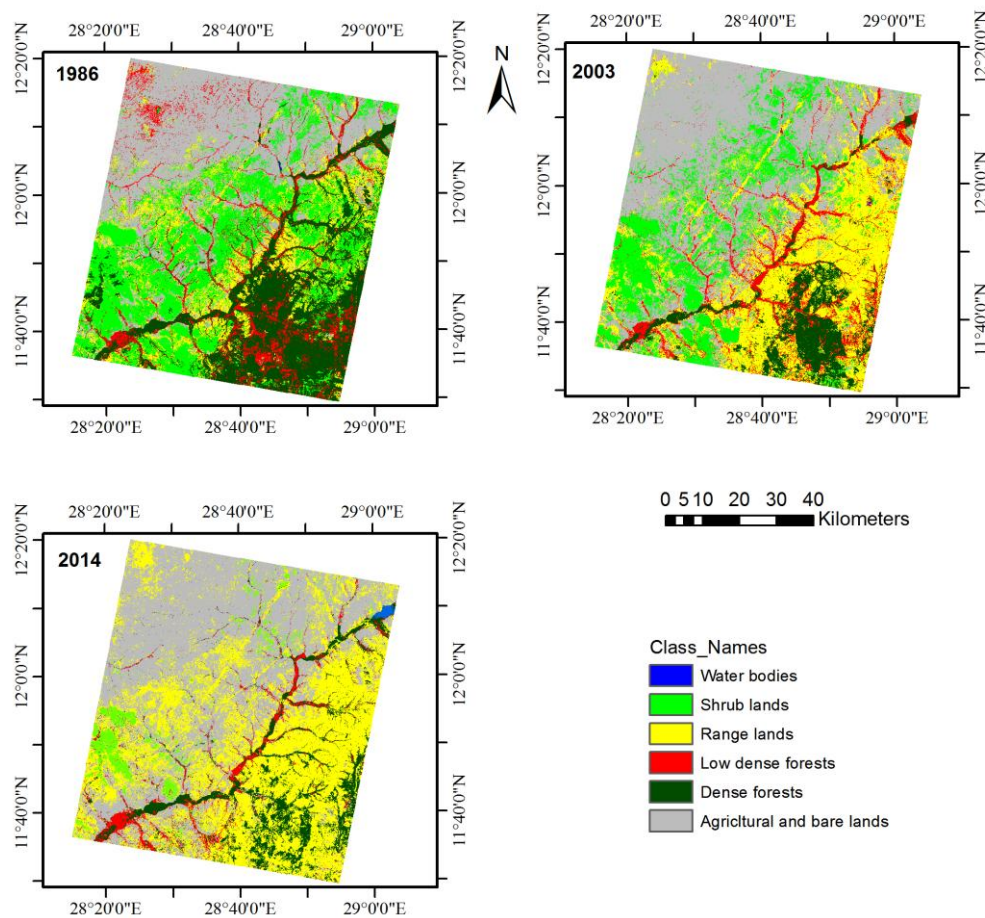 28°20'0"E 28°40'0"E 29°0'0"E
1986
12°20'0"N
12°0'0"N
11°40'0"N
12°20'0"N
12°0'0"N
11°40'0"N
28°20'0"E 28°40'0"E 29°0'0"E
N
28°20'0"E 28°40'0"E 29°0'0"E
2003
12°20'0"N
12°0'0"N
11°40'0"N
12°20'0"N
12°0'0"N
11°40'0"N
28°20'0"E 28°40'0"E 29°0'0"E
28°20'0"E 28°40'0"E 29°0'0"E
2014
12°20'0"N
12°0'0"N
11°40'0"N
12°20'0"N
12°0'0"N
11°40'0"N
28°20'0"E 28°40'0"E 29°0'0"E
0 5 10 20 30 40
Kilometers
Class_Names
Water bodies
Shrub lands
Range lands
Low dense forests
Dense forests
Agricltural and bare lands